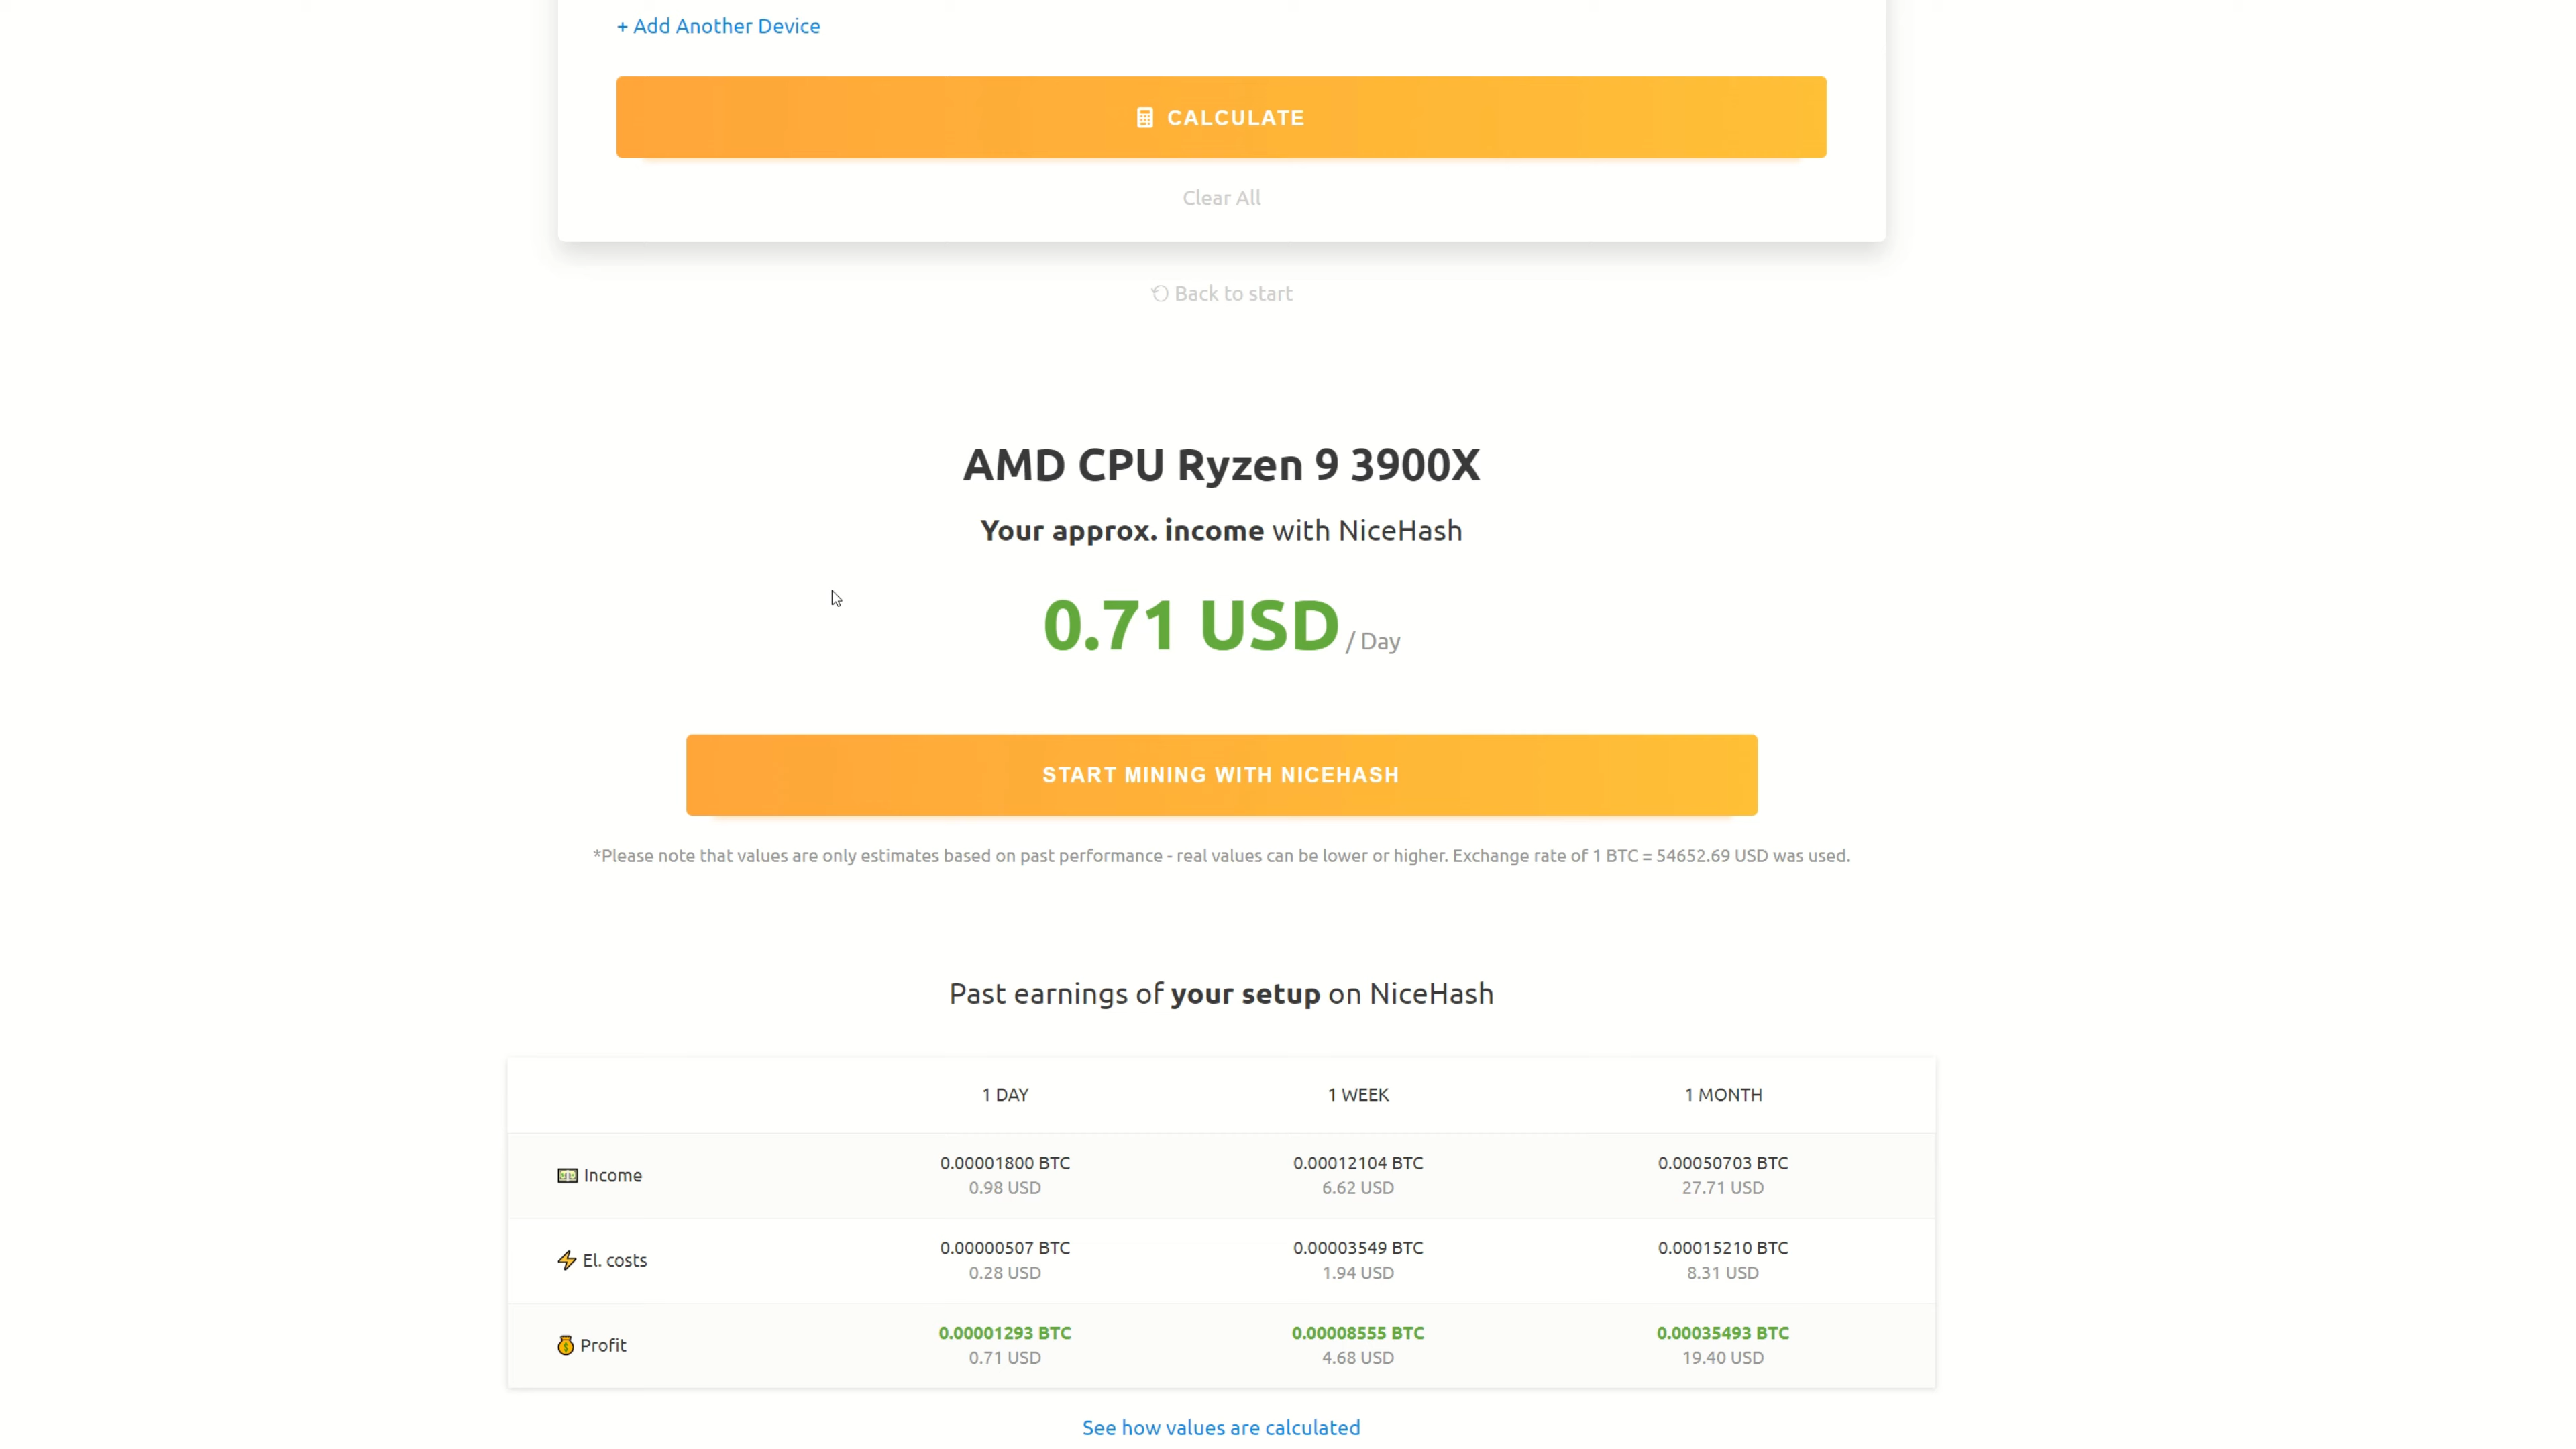 + Add Another Device
CALCULATE
Clear All
Back to start
AMD CPU Ryzen 9 3900X
Your approx. income with NiceHash
0.71 USD / Day
START MINING WITH NICEHASH
*Please note that values are only estimates based on past performance - real values can be lower or higher. Exchange rate of 1 BTC = 54652.69 USD was used.
Past earnings of your setup on NiceHash
1 DAY 1 WEEK 1 MONTH
Income
0.00001800 BTC 0.00012104 BTC 0.00050703 BTC
0.98 USD 6.62 USD 27.71 USD
El. costs
0.00000507 BTC 0.00003549 BTC 0.00015210 BTC
0.28 USD 1.94 USD 8.31 USD
Profit
0.00001293 BTC 0.00008555 BTC 0.00035493 BTC
0.71 USD 4.68 USD 19.40 USD
See how values are calculated